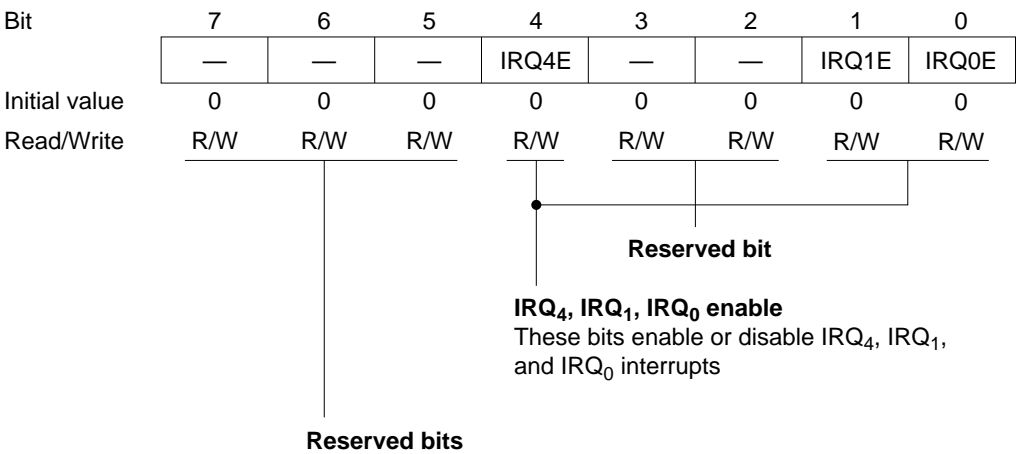 Bit 7 6 5 4 3 2 1 0
— — — IRQ4E — — IRQ1E IRQ0E
Initial value 0 0 0 0 0 0 0 0
Read/Write R/W R/W R/W R/W R/W R/W R/W R/W
Reserved bit
IRQ4, IRQ1, IRQ0 enable
These bits enable or disable IRQ4, IRQ1,
and IRQ0 interrupts
Reserved bits